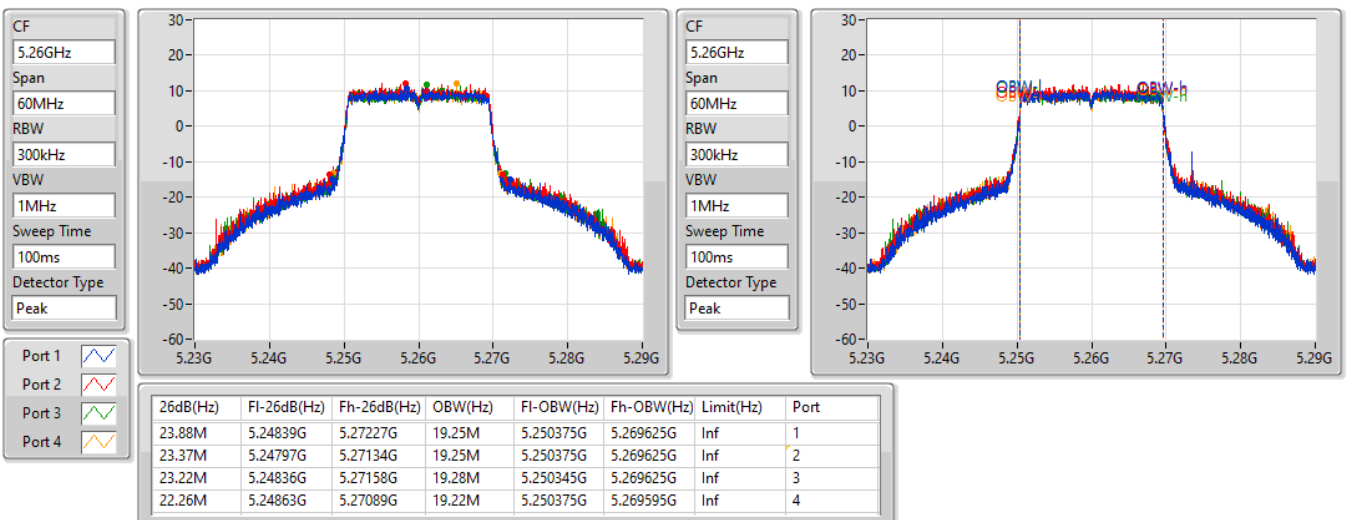 CF
5.26GHz
Span
60MHz
RBW
300kHz
VBW
1MHz
Sweep Time
100ms
Detector Type
Peak
30
20
10
0
-10
-20
-30
-40
-50
-60
5.23G 5.24G 5.25G 5.26G 5.27G 5.28G 5.29G
CF
5.26GHz
Span
60MHz
RBW
300kHz
VBW
1MHz
Sweep Time
100ms
Detector Type
Peak
30
20
10
0
-10
-20
-30
-40
-50
-60
OBW-h
5.23G 5.24G 5.25G 5.26G 5.27G 5.28G 5.29G
Port 1
Port 2
Port 3
Port 4
26dB(Hz) Fl-26dB(Hz) Fh-26dB(Hz) OBW(Hz) Fl-OBW(Hz) Fh-OBW(Hz) Limit(Hz) Port
23.88M 5.24839G 5.27227G 19.25M 5.250375G 5.269625G Inf 1
23.37M 5.24797G 5.27134G 19.25M 5.250375G 5.269625G Inf 2
23.22M 5.24836G 5.27158G 19.28M 5.250345G 5.269625G Inf 3
22.26M 5.24863G 5.27089G 19.22M 5.250375G 5.269595G Inf 4